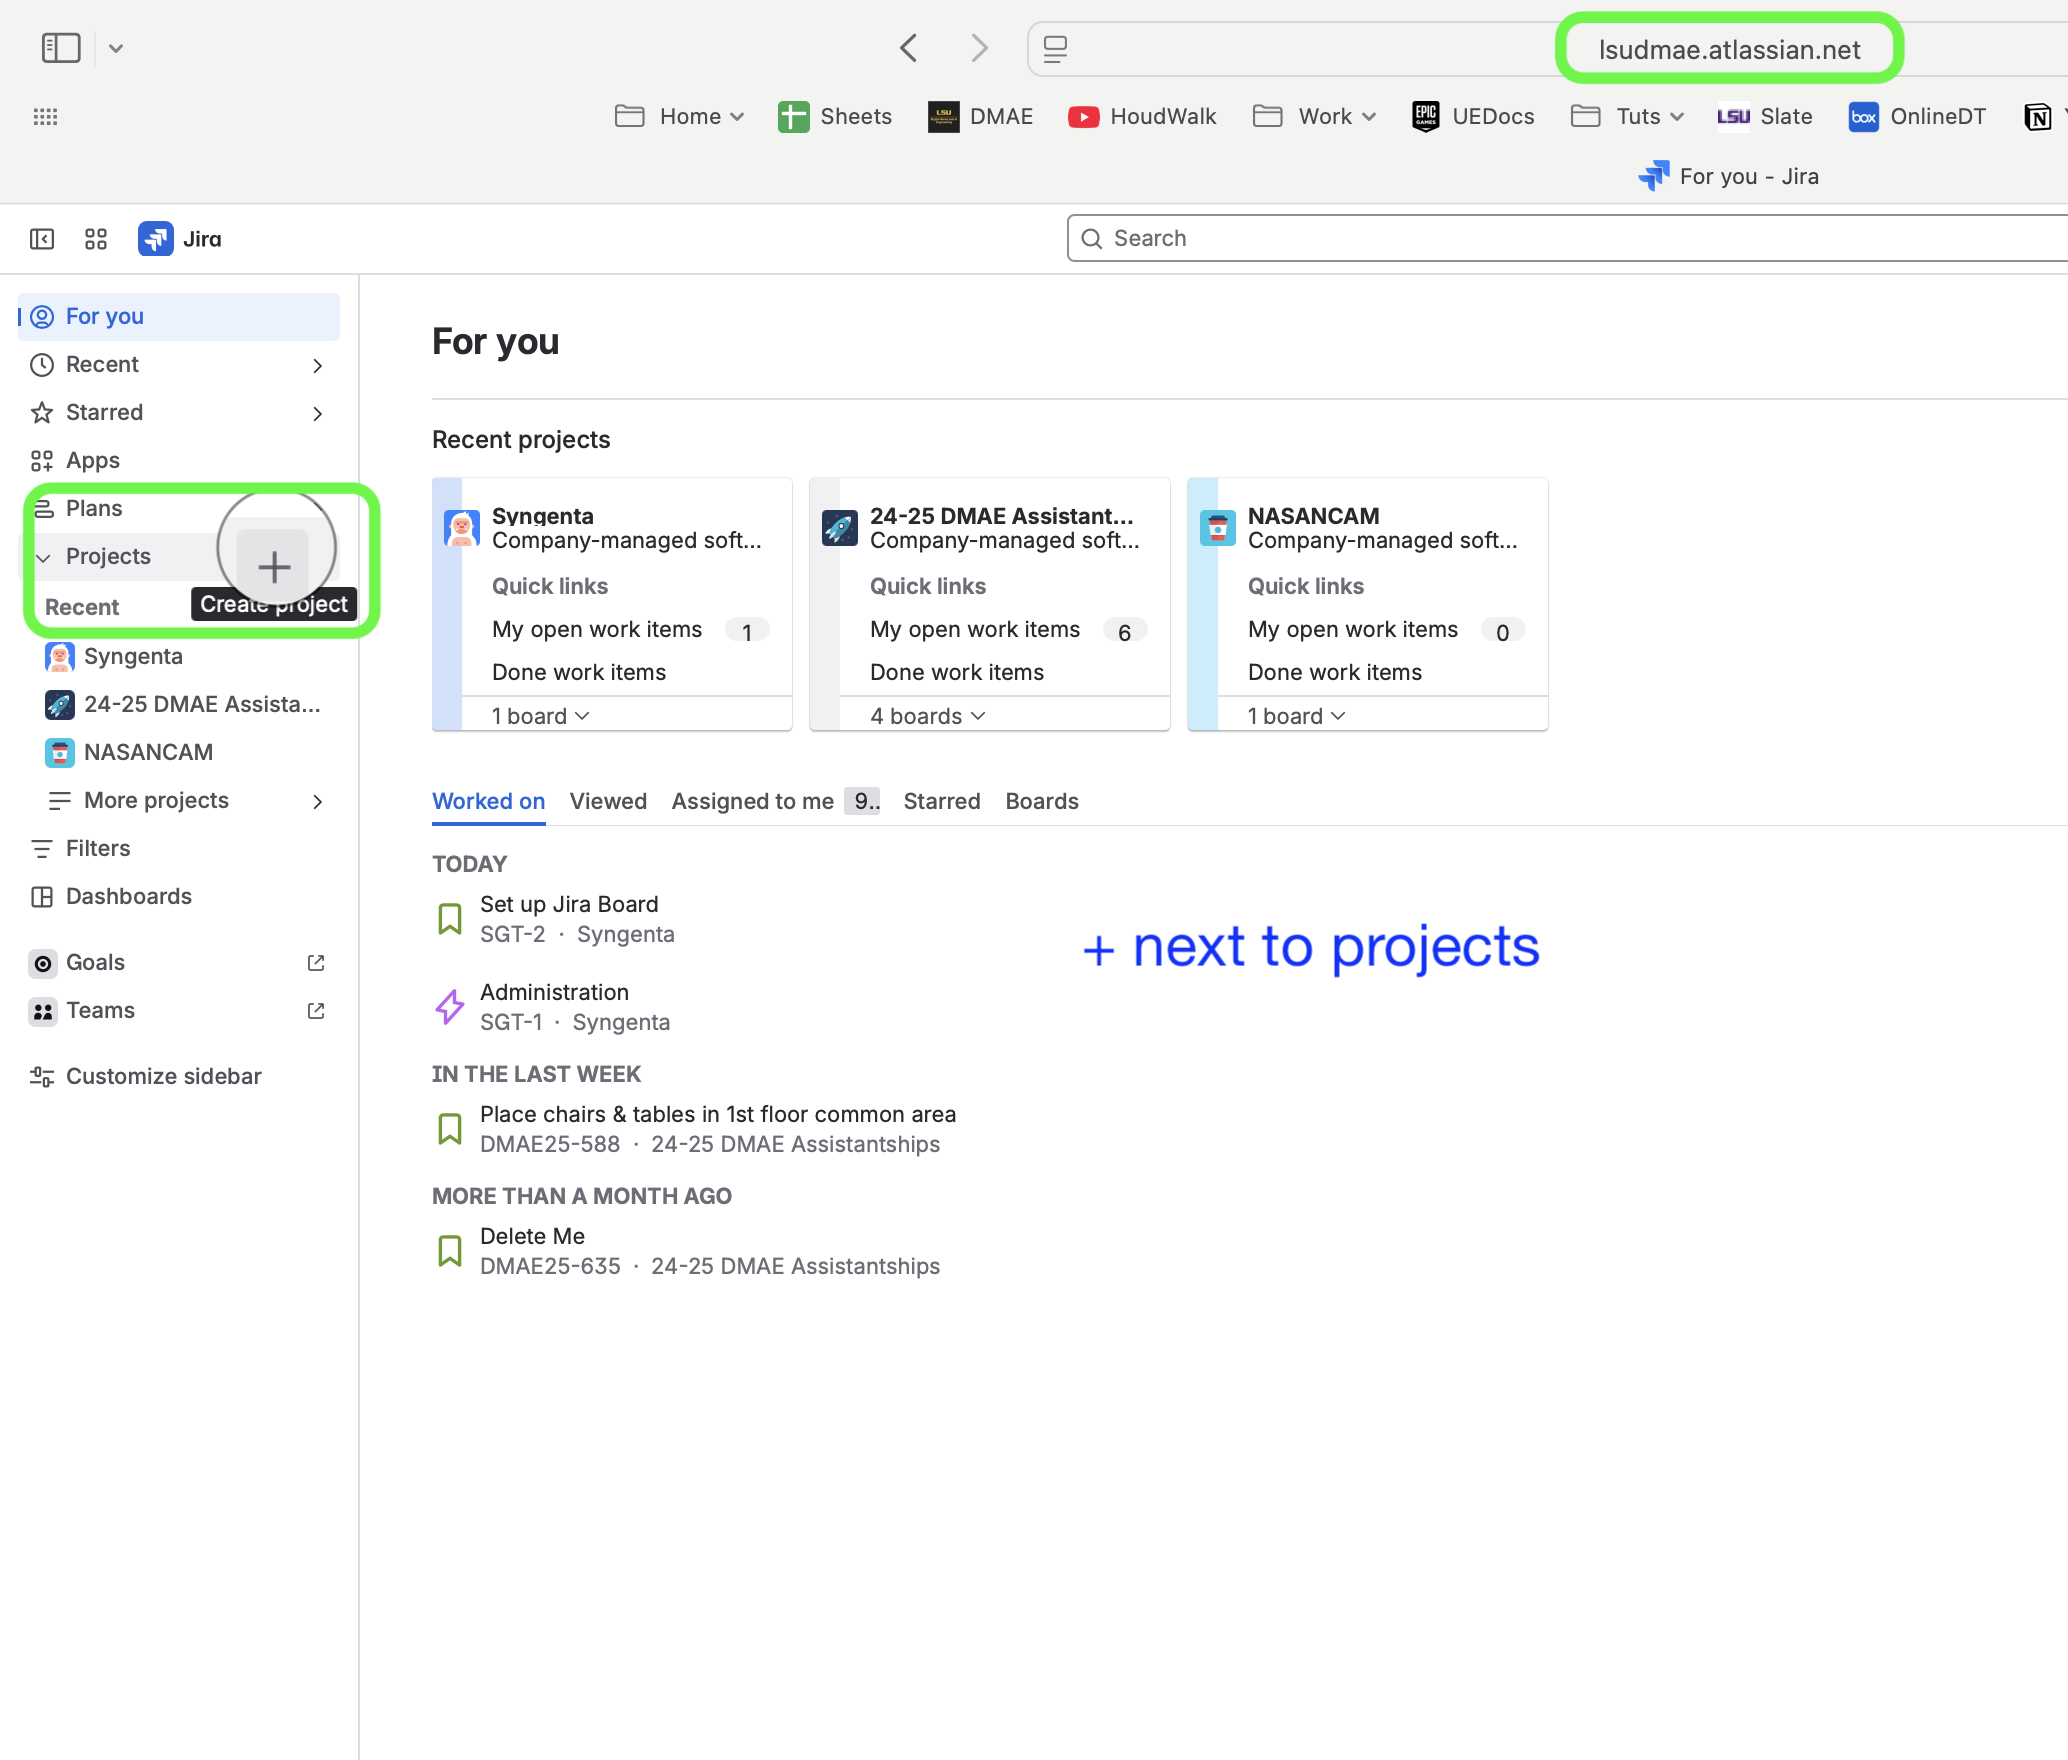 lsudmae.atlassian.net
Home Sheets LSU DMAE HoudWalk Work EPIC GAMES UEDocs Tuts LSU Slate box OnlineDT
For you - Jira
Jira
Search
For you
Recent
Starred
Apps
Plans
Projects
Create project
Recent
Syngenta
24-25 DMAE Assista...
NASANCAM
More projects
Filters
Dashboards
Goals
Teams
Customize sidebar
For you
Recent projects
Syngenta
Company-managed soft...
Quick links
My open work items 1
Done work items
1 board
24-25 DMAE Assistant...
Company-managed soft...
Quick links
My open work items 6
Done work items
4 boards
NASANCAM
Company-managed soft...
Quick links
My open work items 0
Done work items
1 board
Worked on Viewed Assigned to me 9.. Starred Boards
TODAY
Set up Jira Board
SGT-2 · Syngenta
Administration
SGT-1 · Syngenta
+ next to projects
IN THE LAST WEEK
Place chairs & tables in 1st floor common area
DMAE25-588 · 24-25 DMAE Assistantships
MORE THAN A MONTH AGO
Delete Me
DMAE25-635 · 24-25 DMAE Assistantships